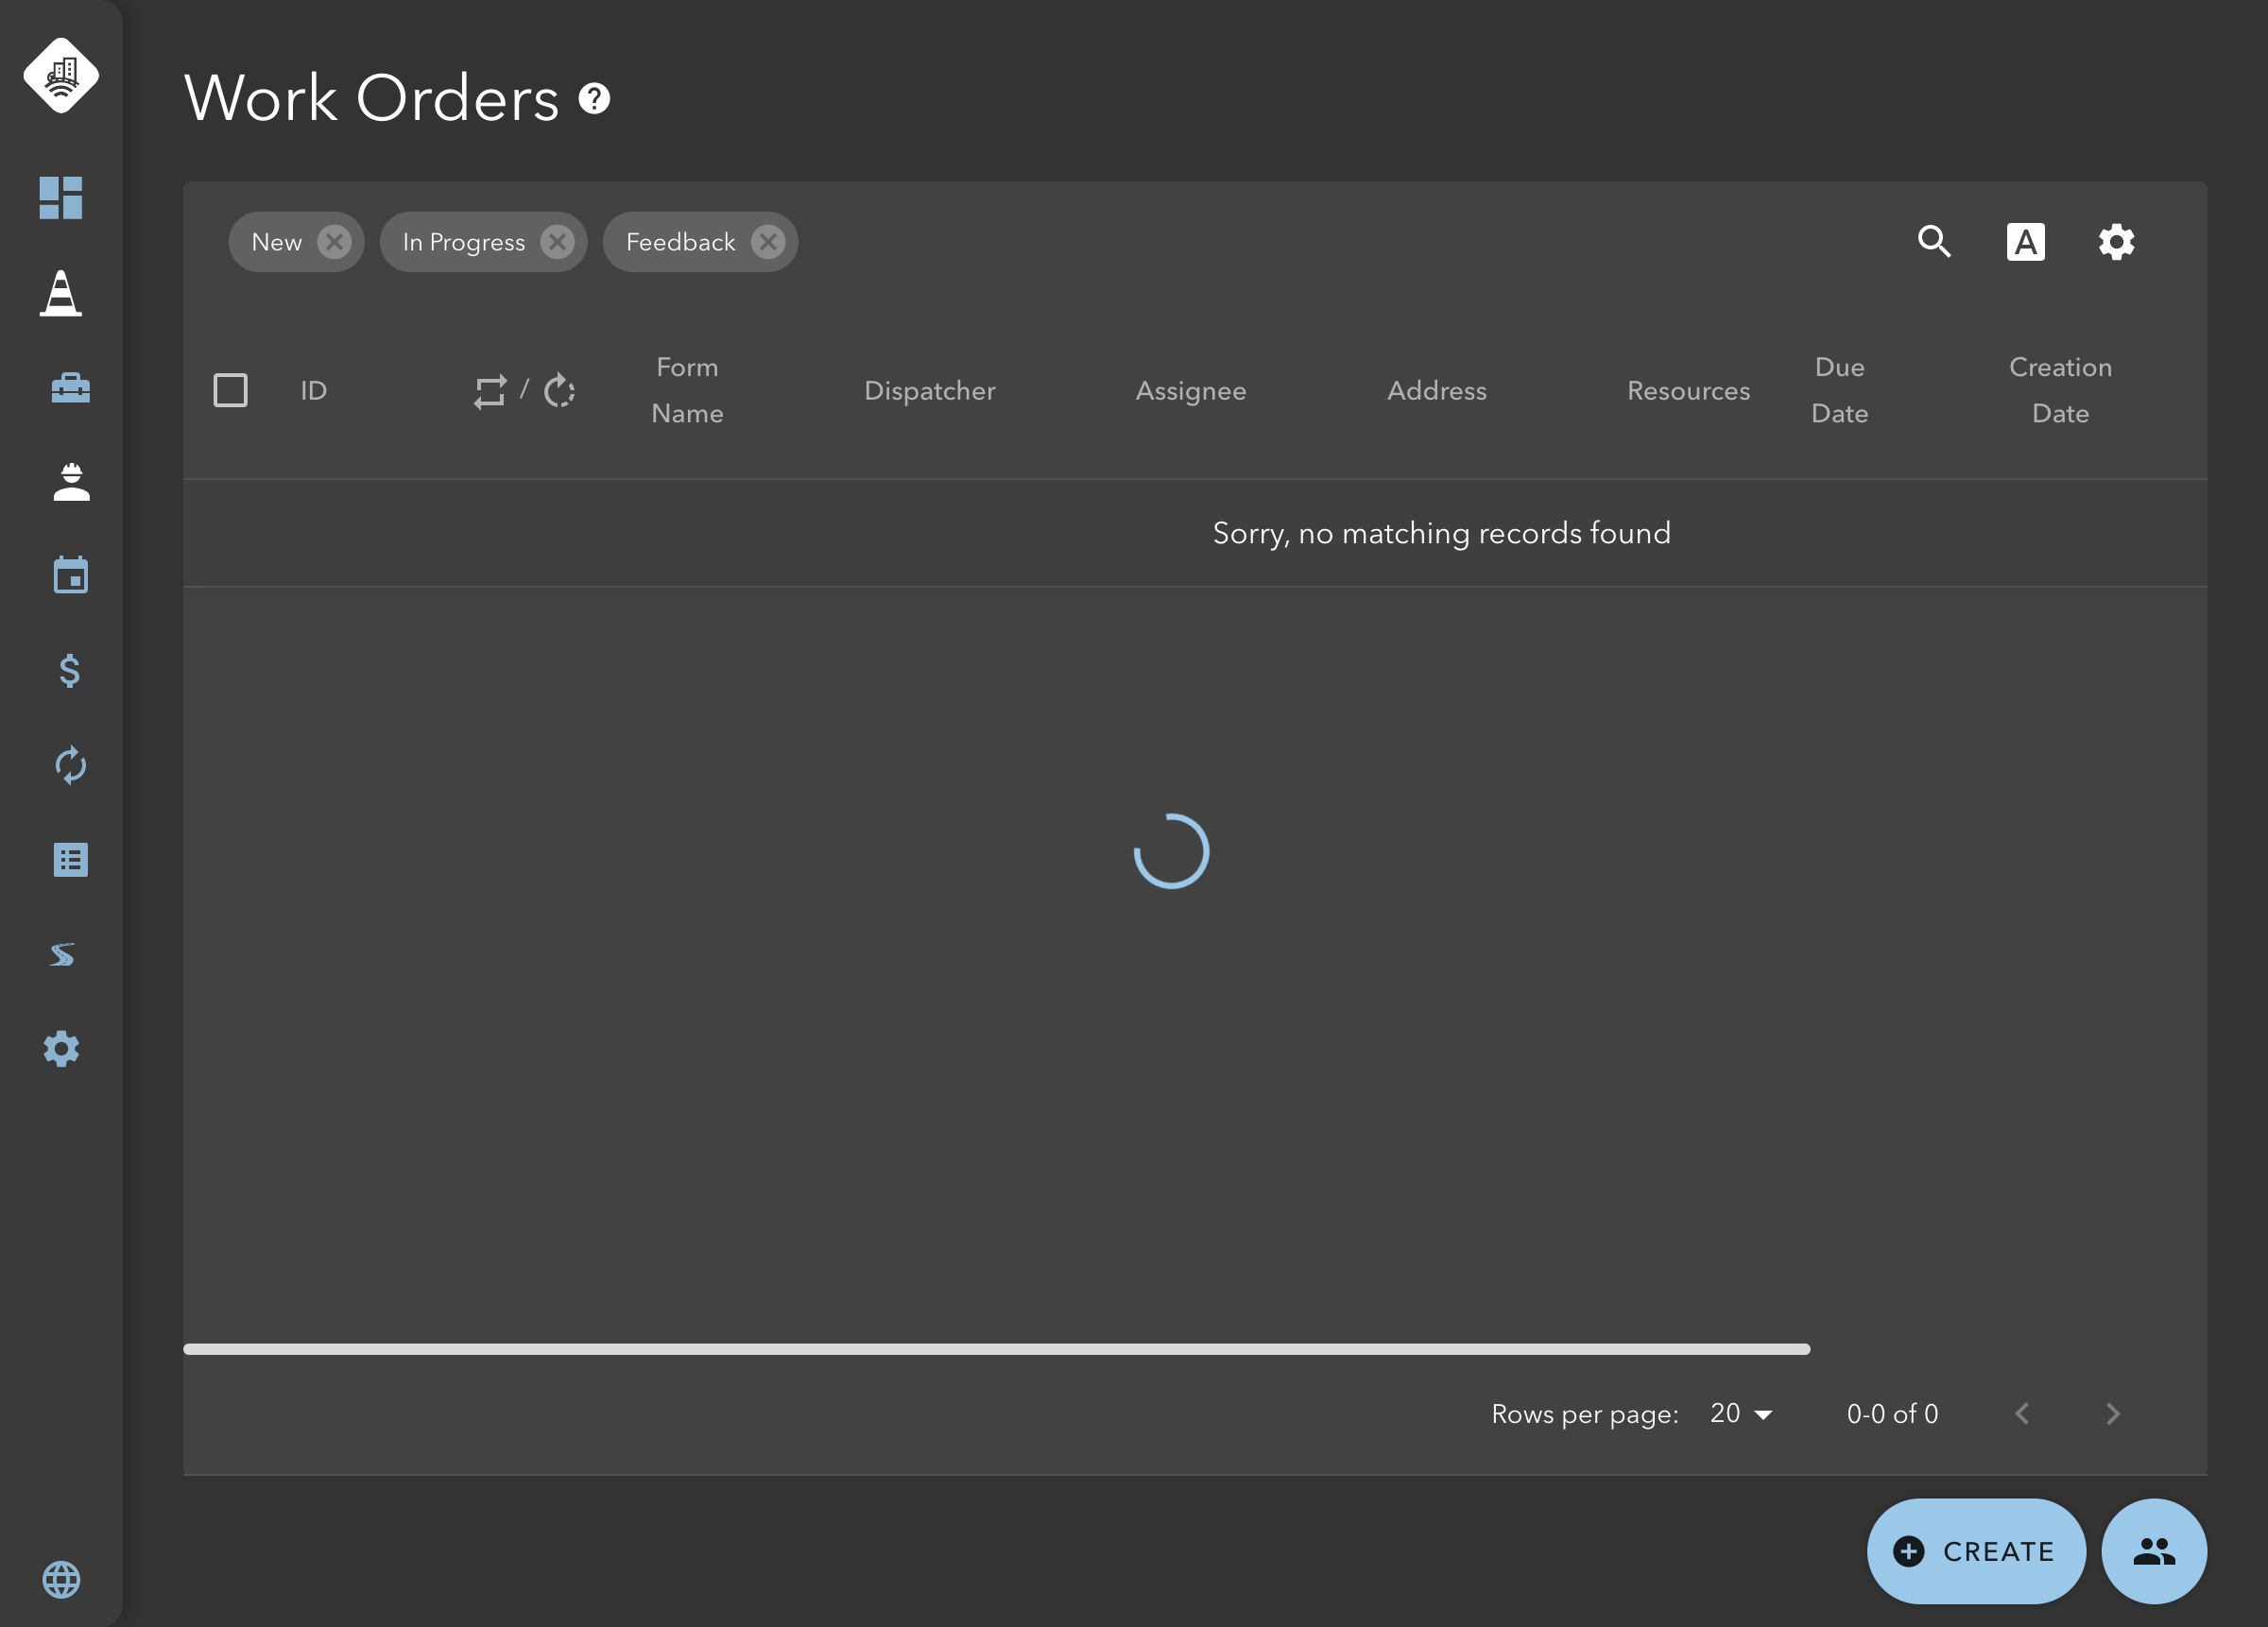 Work Orders
New
In Progress
Feedback
A
ID
/
Form
Name
Dispatcher
Assignee
Address
Resources
Due
Date
Creation
Date
Sorry, no matching records found
Rows per page:
20
0-0 of 0
CREATE